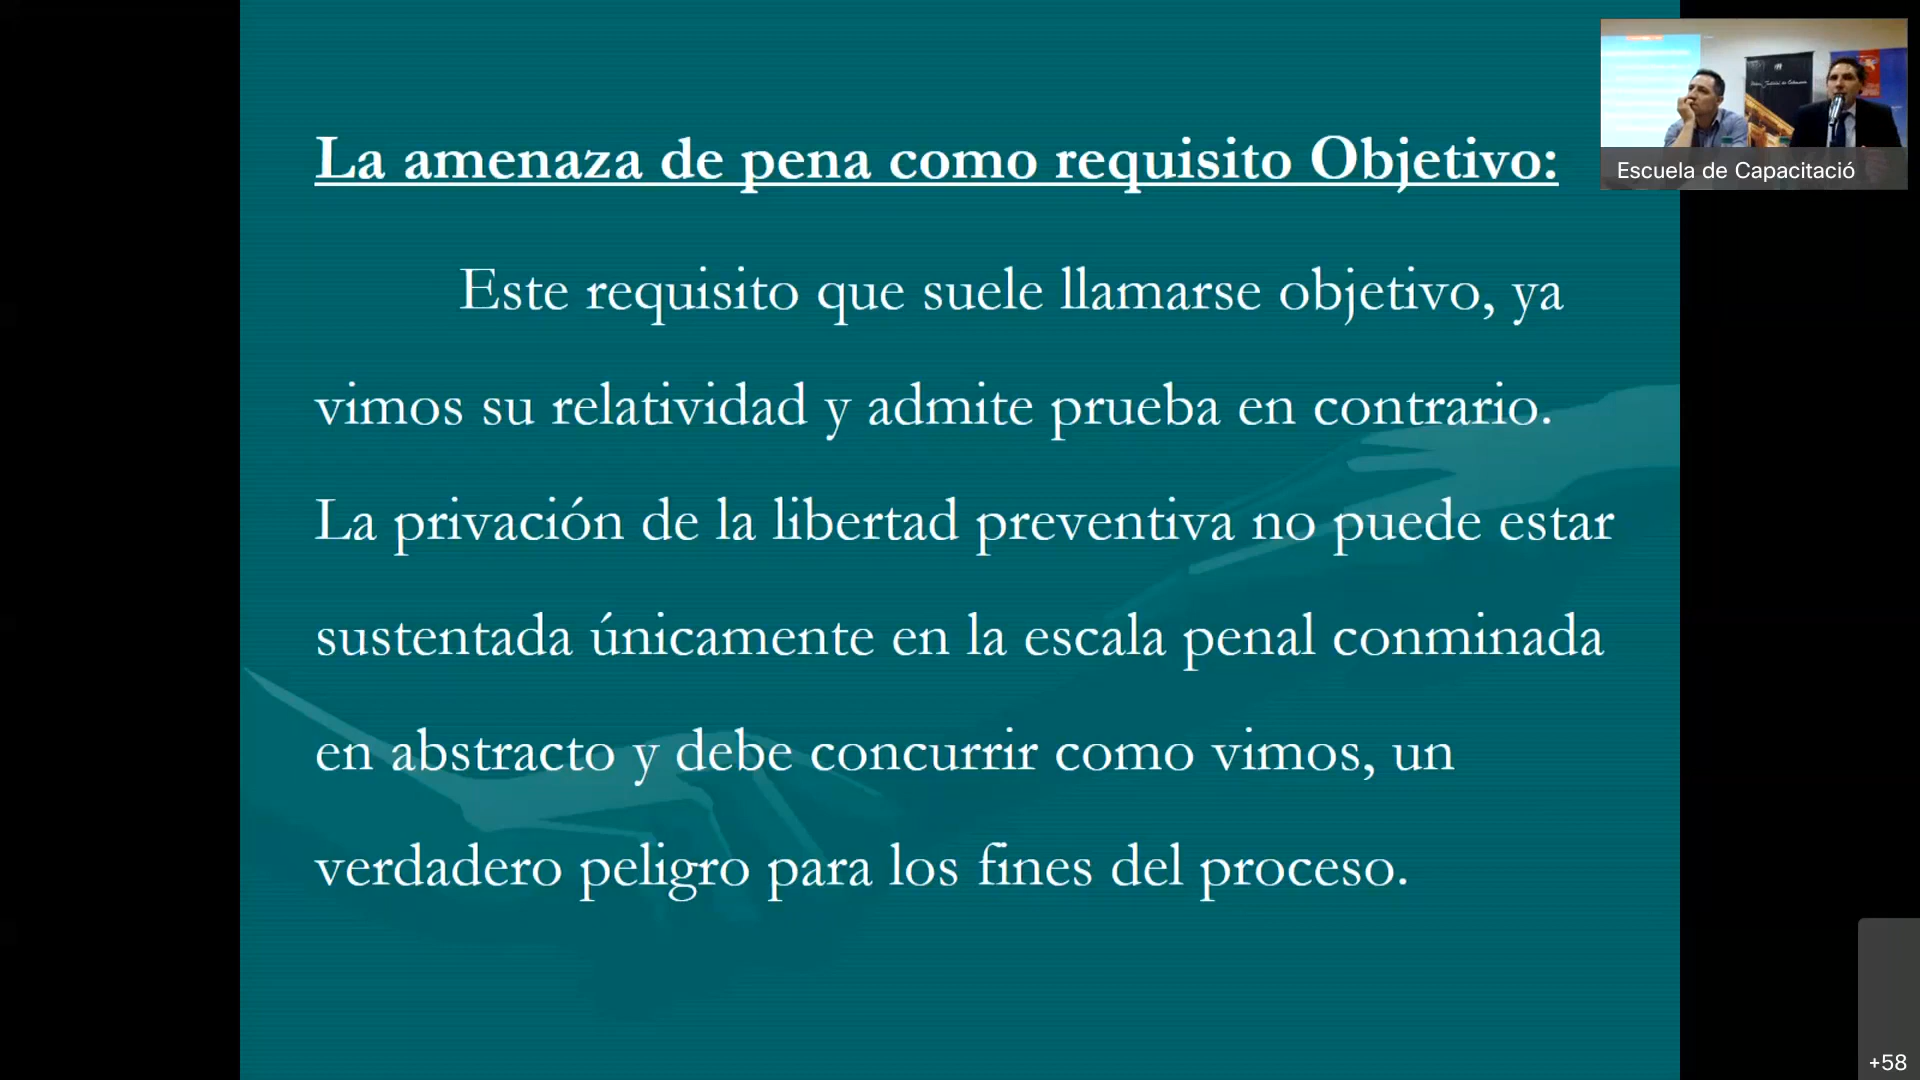 La amenaza de pena como requisito Objetivo:
Este requisito que suele llamarse objetivo, ya
vimos su relatividad y admite prueba en contrario.
La privación de la libertad preventiva no puede estar
sustentada únicamente en la escala penal conminada
en abstracto y debe concurrir como vimos, un
verdadero peligro para los fines del proceso.
Escuela de Capacitació
+58